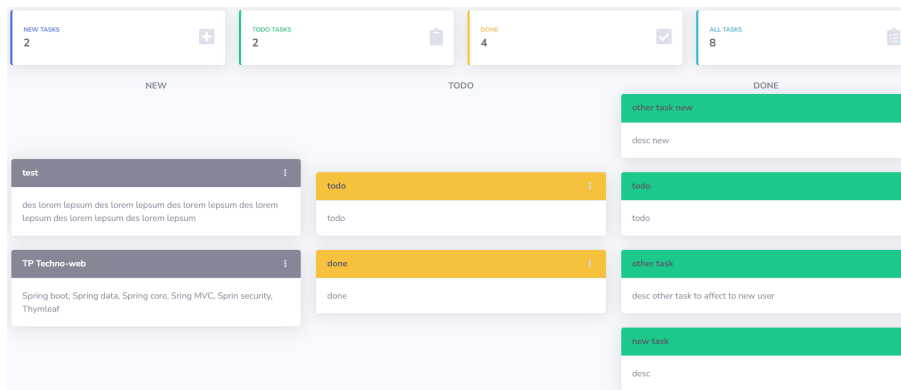 NEW TASKS
2
TODO TASKS
2
DONE
4
ALL TASKS
8
NEW
TODO
DONE
test
des lorem lepsum des lorem lepsum des lorem lepsum des lorem
lepsum des lorem lepsum des lorem lepsum
TP Techno-web
Spring boot, Spring data, Spring core, Sring MVC, Sprin security,
Thymleaf
todo
todo
done
done
other task new
desc new
todo
todo
other task
desc other task to affect to new user
new task
desc